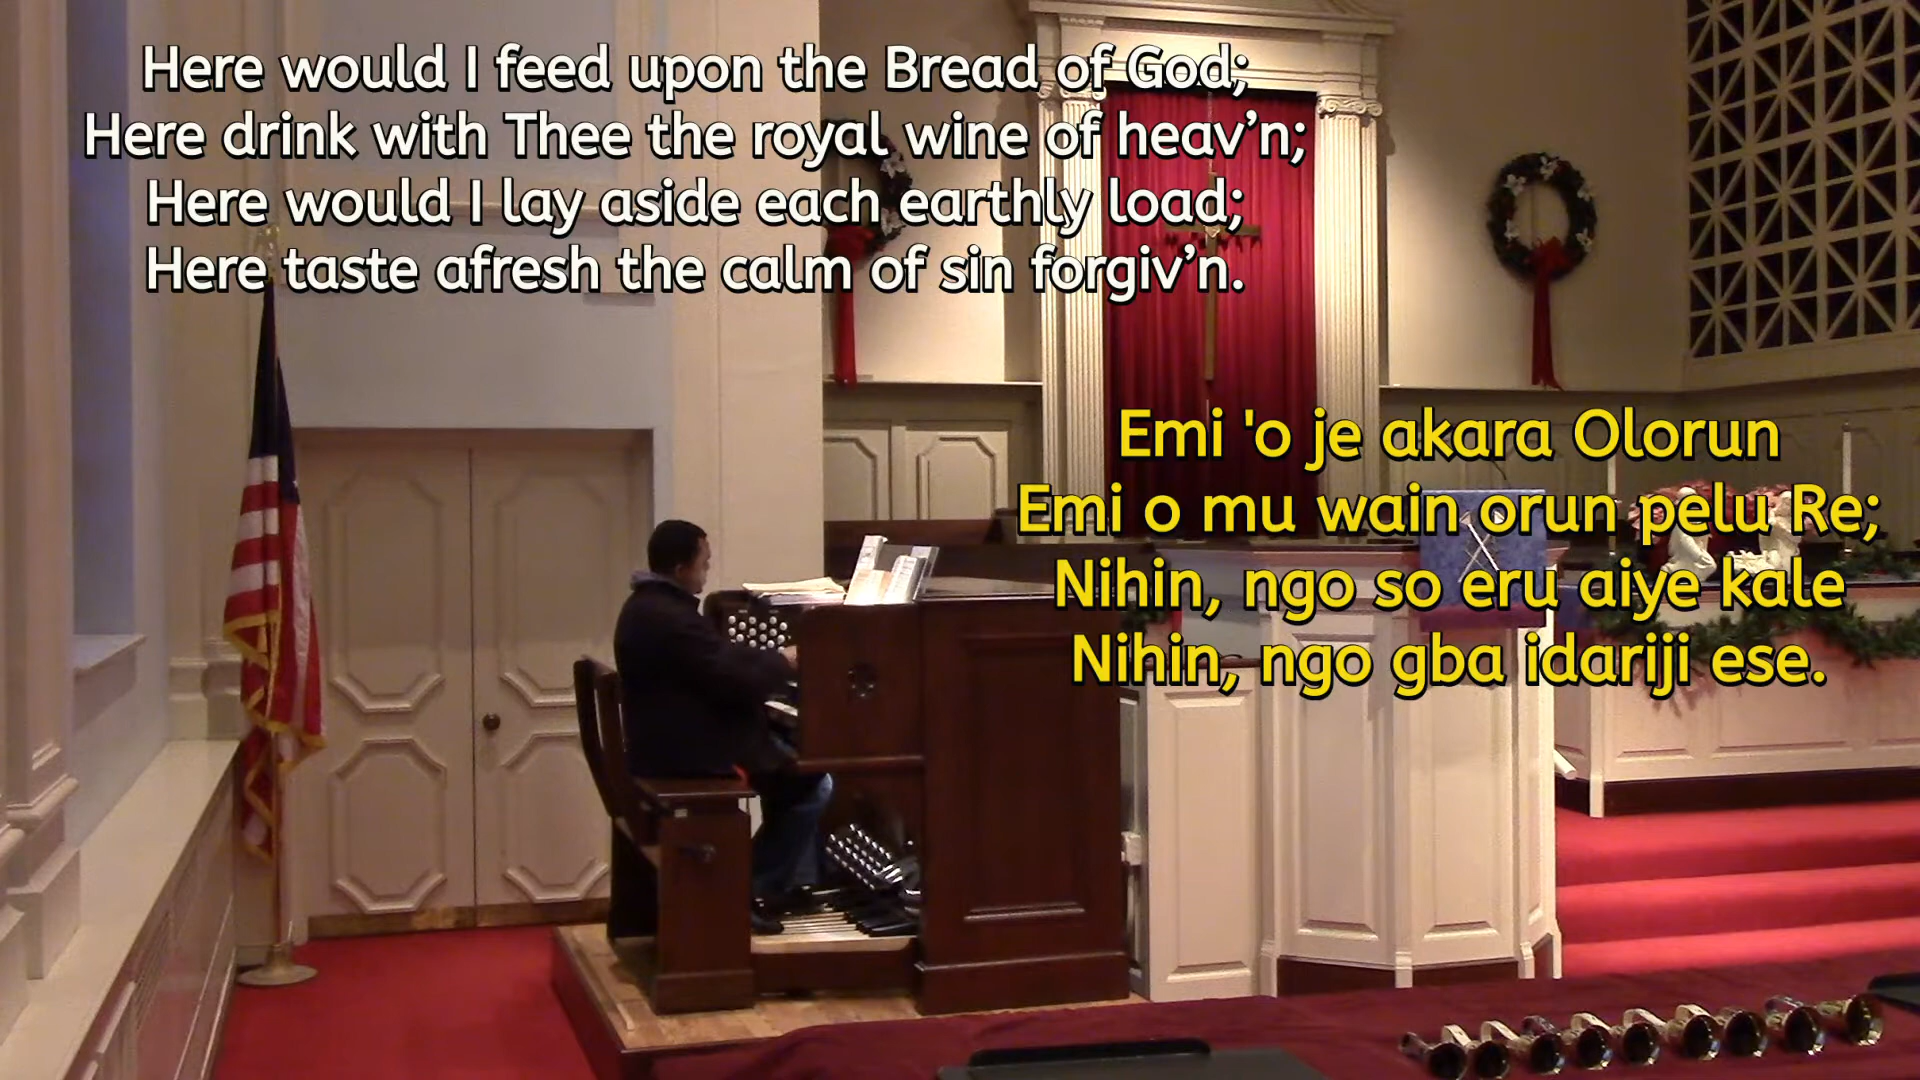 Here would I feed upon the Bread of God;
Here drink with Thee the royal wine of heav’n;
Here would I lay aside each earthly load;
Here taste afresh the calm of sin forgiv’n.
Emi 'o je akara Olorun
Emi o mu wain orun pelu Re;
Nihin, ngo so eru aiye kale
Nihin, ngo gba idariji ese.